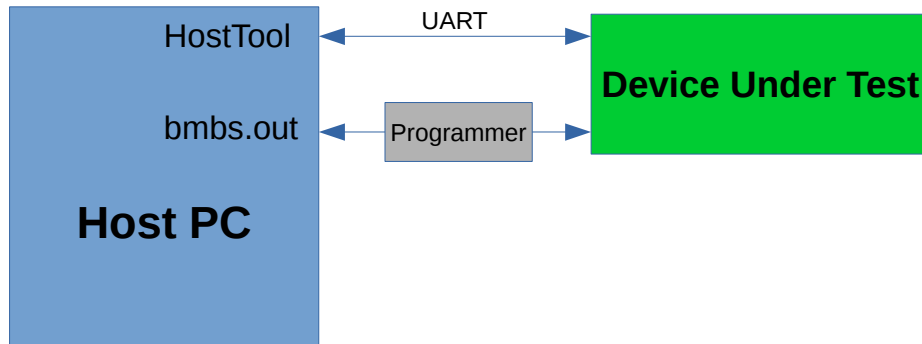 UART
HostTool
Device Under Test
bmbs.out
Programmer
Host PC